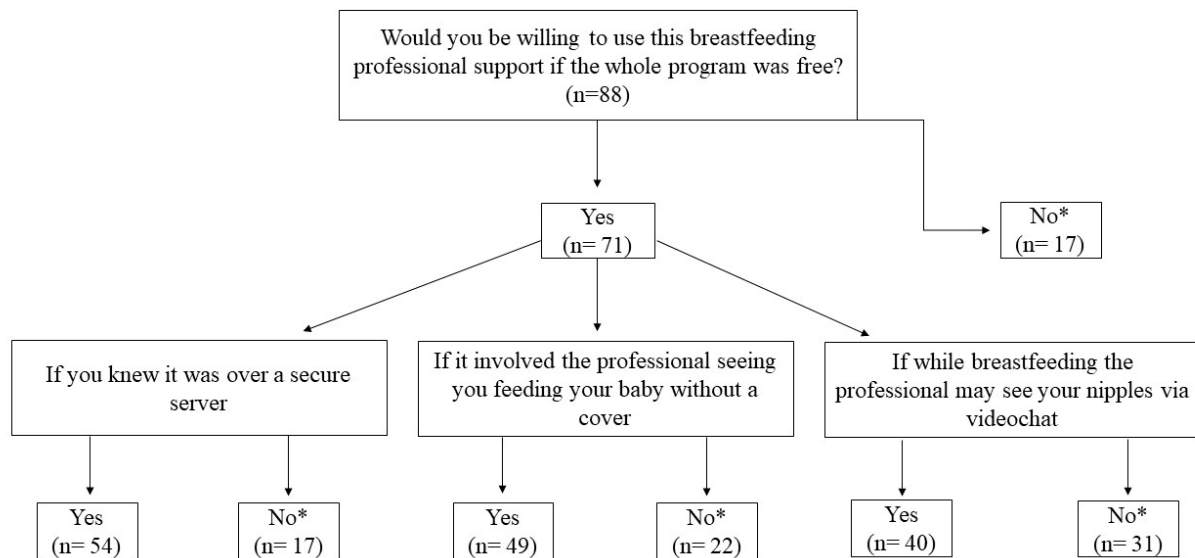 Would you be willing to use this breastfeeding
professional support if the whole program was free?
(n=88)
Yes
(n= 71)
No*
(n= 17)
If you knew it was over a secure
server
If it involved the professional seeing
you feeding your baby without a
cover
If while breastfeeding the
professional may see your nipples via
videochat
Yes
(n= 54)
No*
(n= 17)
Yes
(n= 49)
No*
(n= 22)
Yes
(n= 40)
No*
(n= 31)